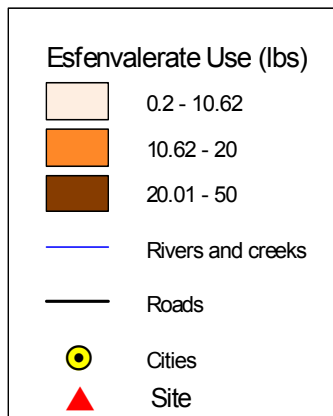 Esfenvalerate Use (lbs)
0.2 - 10.62
10.62 - 20
20.01 - 50
Rivers and creeks
Roads
Cities
Site